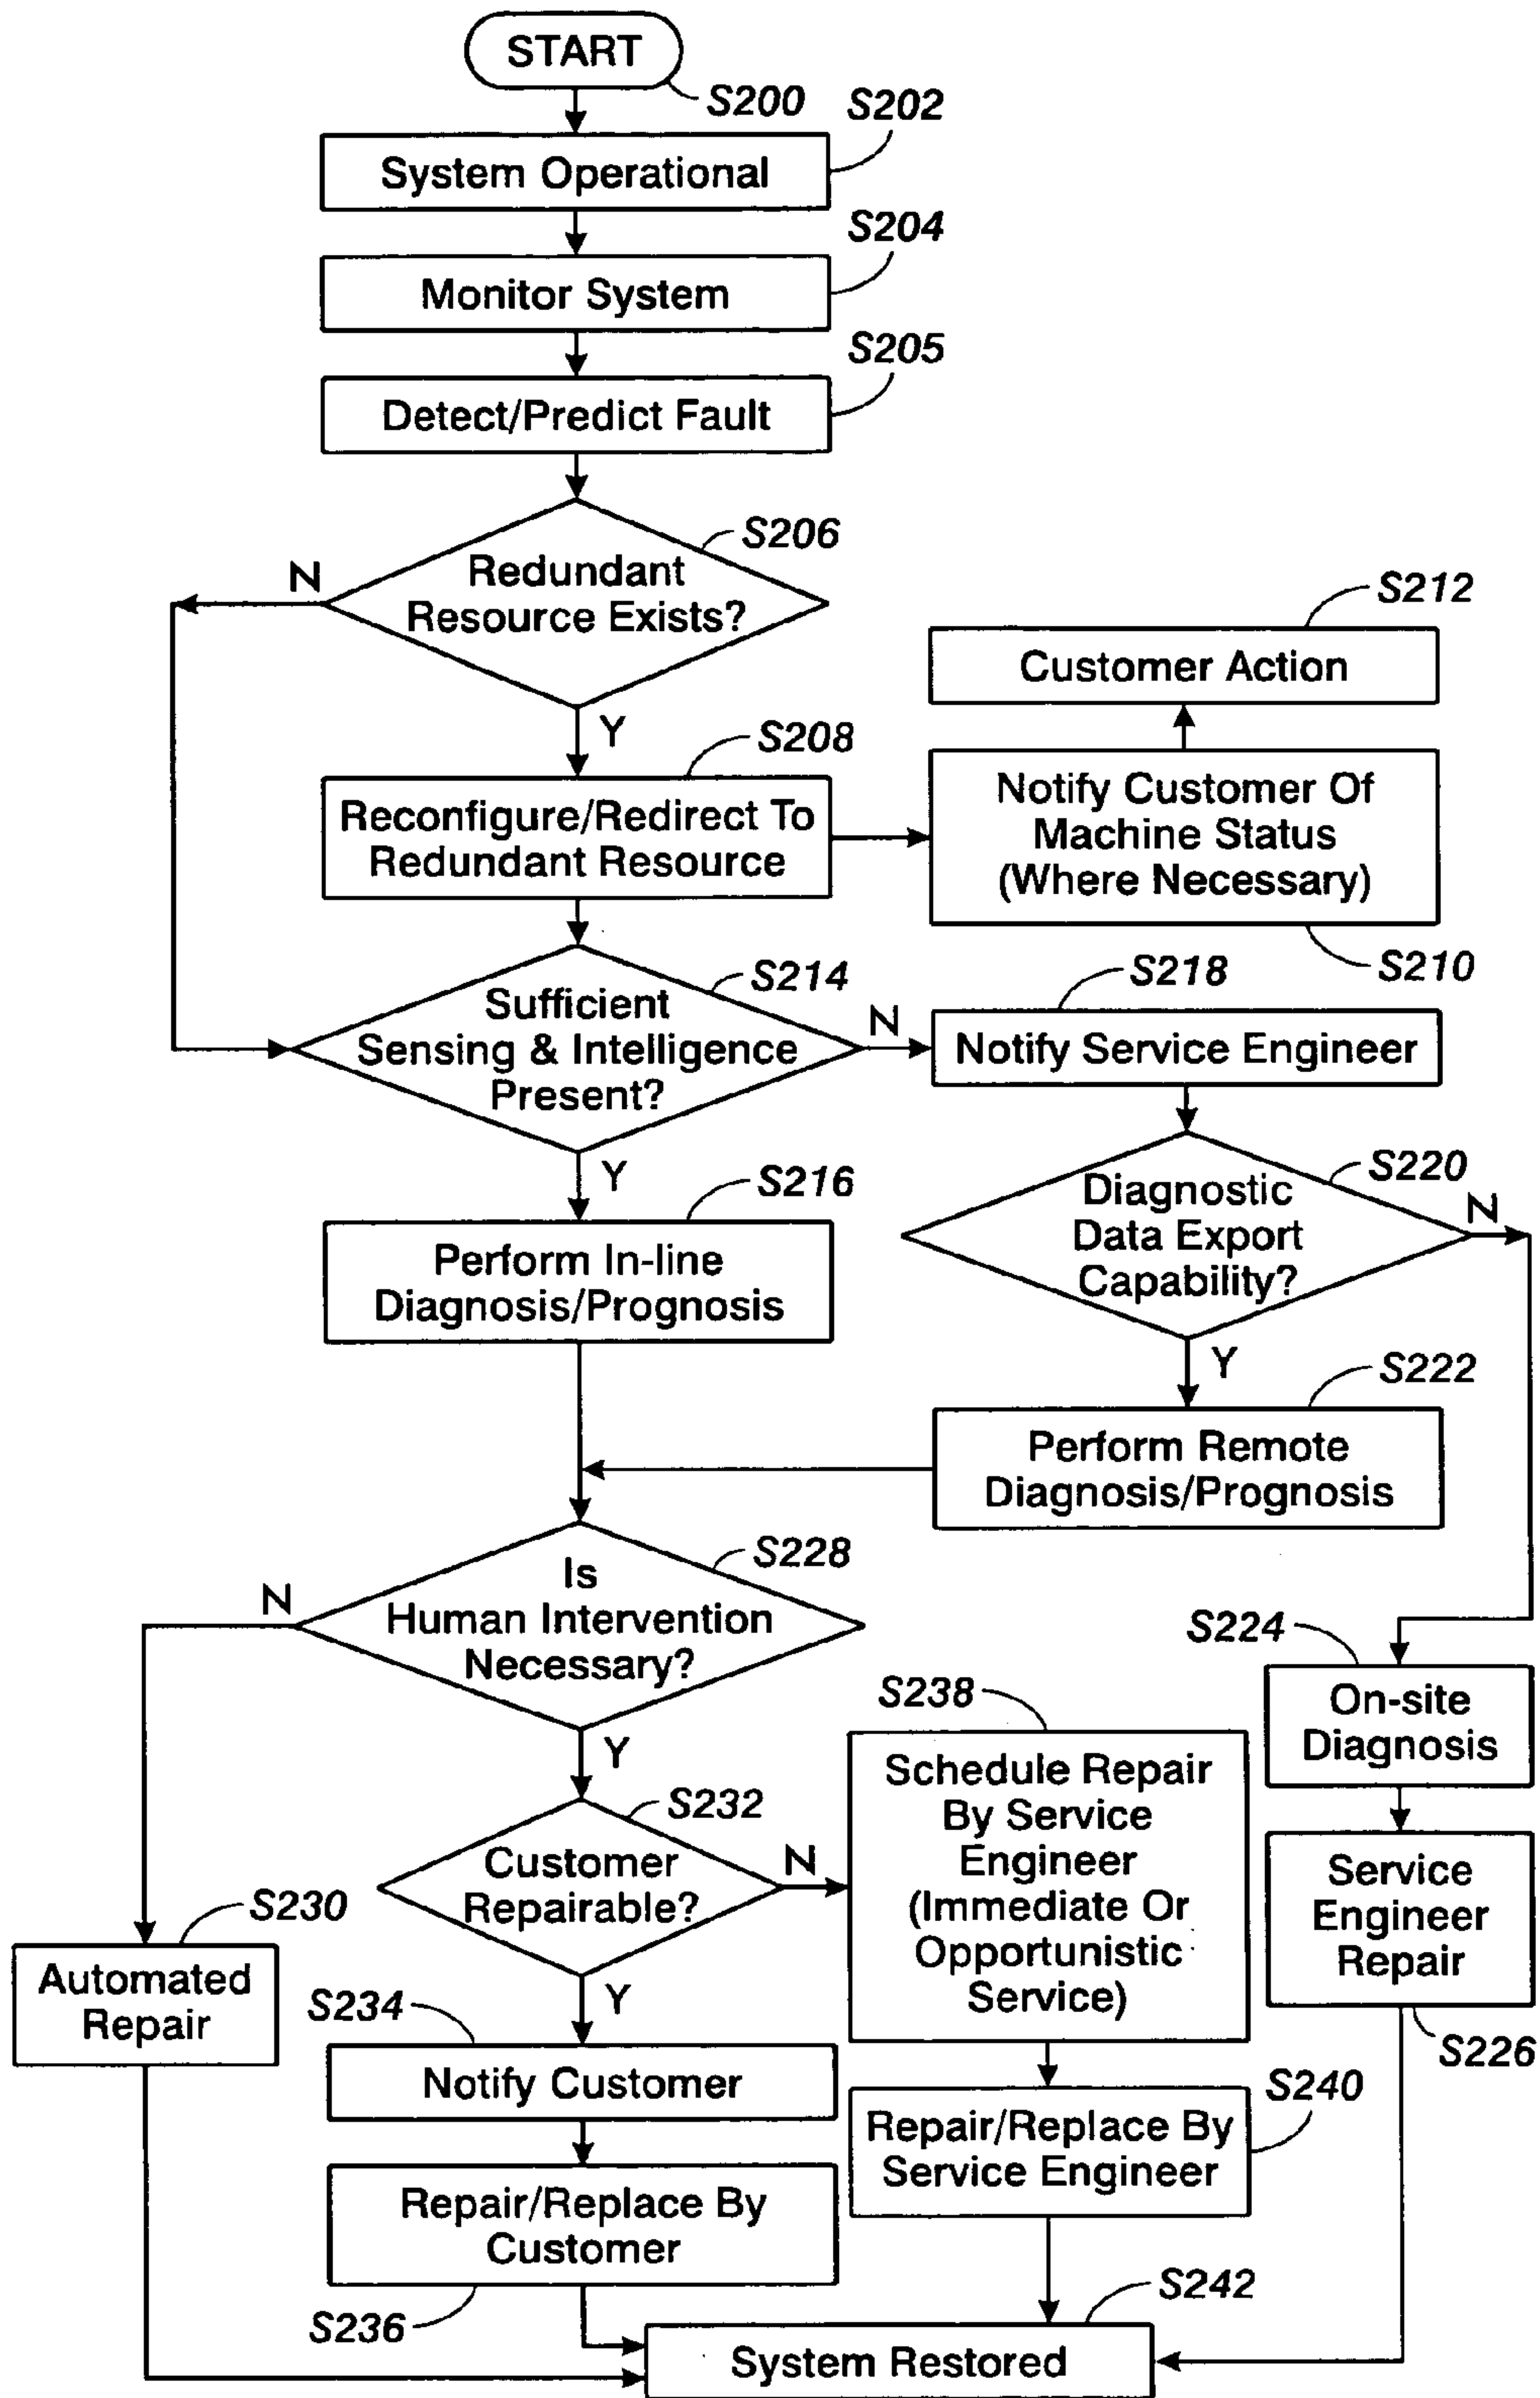 START
S200
S202
System Operational
S204
Monitor System
S205
Detect/Predict Fault
S206
N
Redundant
Resource Exists?
Y
S212
Customer Action
S208
Reconfigure/Redirect To
Redundant Resource
Notify Customer Of
Machine Status
(Where Necessary)
S210
S214
Sufficient
Sensing & Intelligence
Present?
N
S218
Notify Service Engineer
Y
S216
Perform In-line
Diagnosis/Prognosis
S220
Diagnostic
Data Export
Capability?
N
Y
S222
Perform Remote
Diagnosis/Prognosis
S228
N
Is
Human Intervention
Necessary?
Y
S224
On-site
Diagnosis
S238
Schedule Repair
By Service
Engineer
(Immediate Or
Opportunistic
Service)
S232
Customer
Repairable?
N
Y
Service
Engineer
Repair
S226
S230
Automated
Repair
S234
Notify Customer
S240
Repair/Replace By
Service Engineer
Repair/Replace By
Customer
S236
S242
System Restored